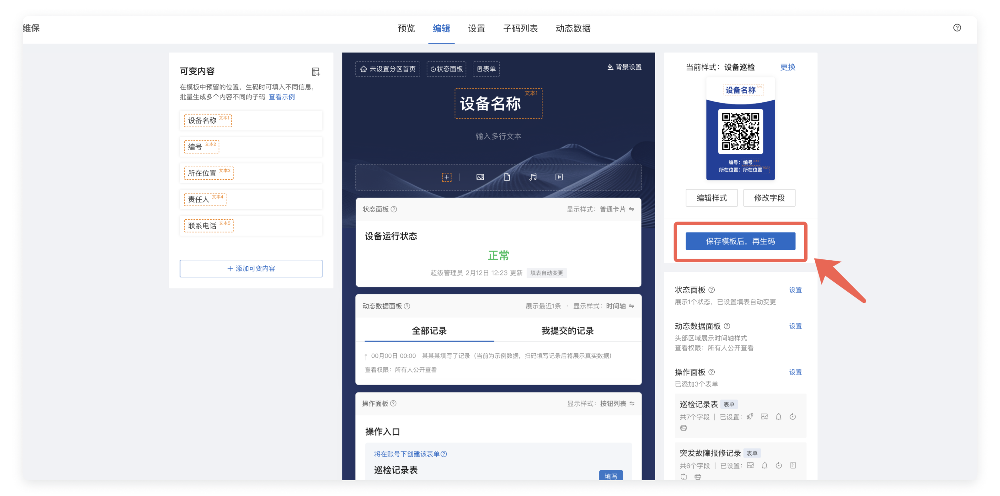 维保
预览
编辑
设置
子码列表
动态数据
可变内容
在模板中预留的位置，生码时可填入不同信息，
批量生成多个内容不同的子码 查看示例
设备名称 文本1
编号 文本2
所在位置 文本3
责任人 文本4
联系电话 文本5
+ 添加可变内容
未设置分区首页
状态面板
表单
背景设置
设备名称 文本1
输入多行文本
状态面板
显示样式：普通卡片
设备运行状态
正常
超级管理员 2月12日 12:23 更新 填表自动变更
动态数据面板
展示最近1条 · 显示样式：时间轴
全部记录
我提交的记录
00月00日 00:00 某某某填写了记录（当前为示例数据，扫码填写记录后将展示真实数据）
查看权限：所有人公开查看
操作面板
显示样式：按钮列表
操作入口
将在账号下创建该表单
巡检记录表
填写
当前样式：设备巡检
更换
设备名称 文本1
编号：编号 文本2
所在位置：所在位置 文本3
编辑样式
修改字段
保存模板后，再生码
状态面板
设置
展示1个状态，已设置填表自动变更
动态数据面板
设置
头部区域展示时间轴样式
查看权限：所有人公开查看
操作面板
设置
已添加3个表单
巡检记录表 表单
共7个字段 | 已设置：
突发故障报修记录 表单
共6个字段 | 已设置：